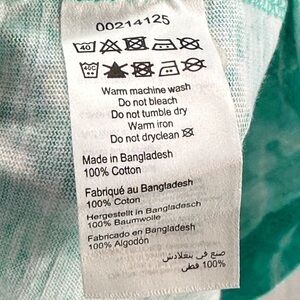 00214125
40
40C
Warm machine wash
Do not bleach
Do not tumble dry
Warm iron
Do not dryclean
Made in Bangladesh
100% Cotton
Fabriqué au Bangladesh
100% Coton
Hergestellt in Bangladesch
100% Baumwolle
Fabricado en Bangladesh
100% Algodón
صنع في بنغلاديش
100% قطن